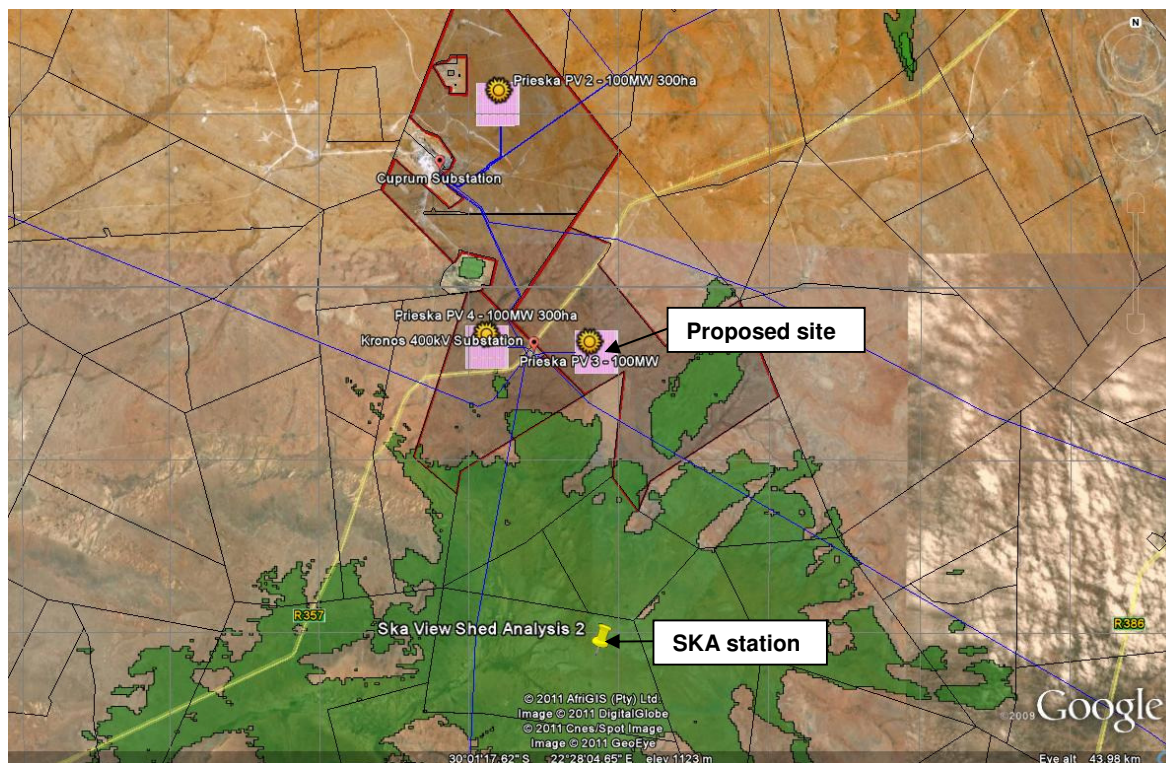 N
Prieska PV 2 - 100MW 300ha
Cuprum Substation
Prieska PV 4 - 100MW 300ha
Proposed site
Kronos 400kV Substation
Prieska PV 3 - 100MW
R357
Ska View Shed Analysis 2
SKA station
R386
© 2011 AfriGIS (Pty) Ltd.
Image © 2011 DigitalGlobe
© 2011 Cnes/Spot Image
Image © 2011 GeoEye
©2009 Google
30°01'17.62" S 22°28'04.65" E elev 1123 m
Eye alt 43.98 km